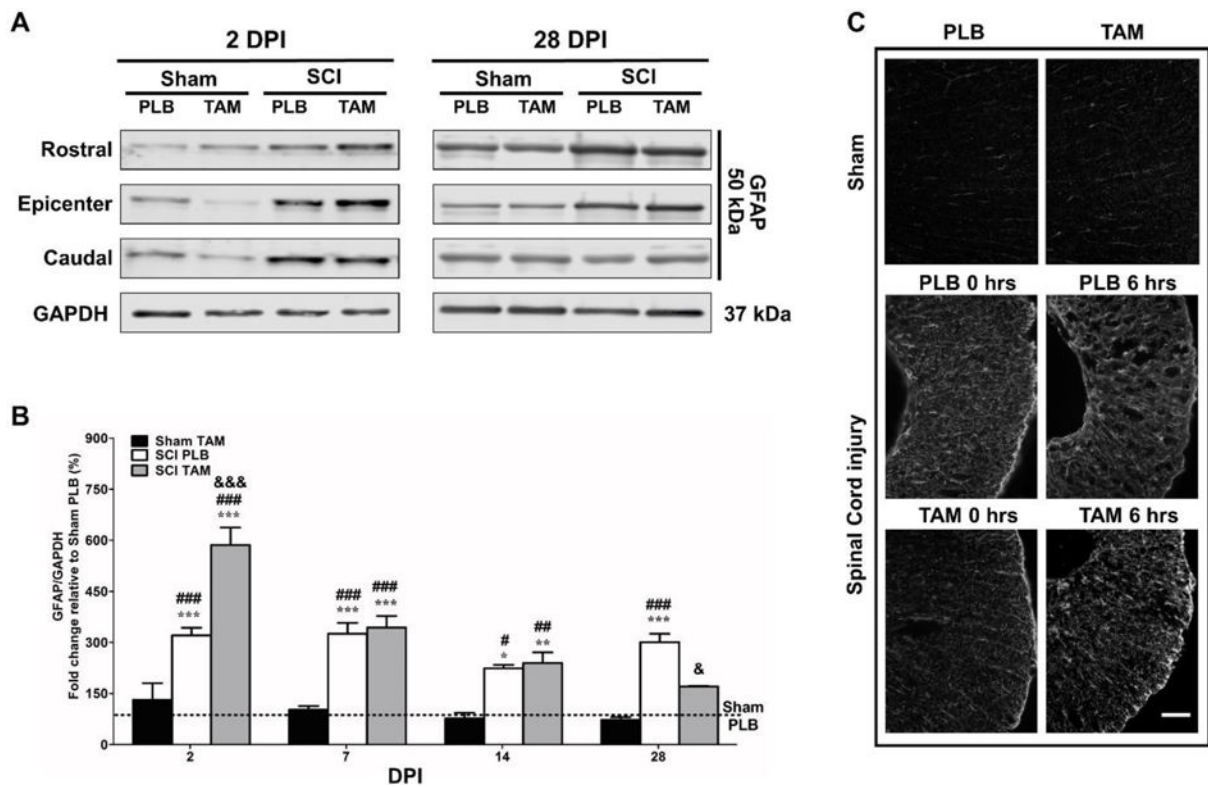 A
2 DPI
28 DPI
Sham SCI
Sham SCI
PLB TAM PLB TAM
PLB TAM PLB TAM
Rostral
Epicenter
Caudal
GAPDH
GFAP
50 kDa
37 kDa
B
GFAP/GAPDH
Fold change relative to Sham PLB (%)
900
750
600
450
300
150
0
Sham TAM
SCI PLB
SCI TAM
###
***
&&&
###
***
###
***
###
***
#
*
##
**
###
***
&
Sham
PLB
2 7 14 28
DPI
C
PLB TAM
Sham
Spinal Cord injury
PLB 0 hrs PLB 6 hrs
TAM 0 hrs TAM 6 hrs